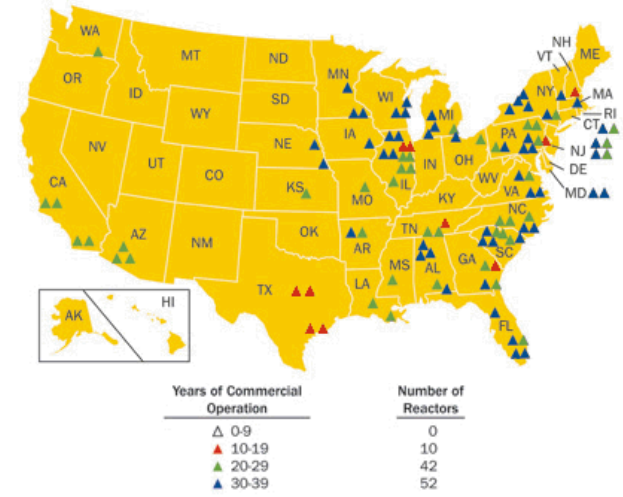 WA
MT
ND
MN
NH
VT
ME
OR
ID
SD
WI
NY
MA
WY
MI
RI
CT
IA
PA
NE
NV
NJ
UT
CO
IL
IN
OH
DE
WV
CA
KS
MO
VA
MD
KY
NC
AZ
NM
OK
AR
TN
SC
MS
AL
GA
TX
LA
AK
HI
FL
Years of Commercial Operation
Number of Reactors
0-9 0
10-19 10
20-29 42
30-39 52